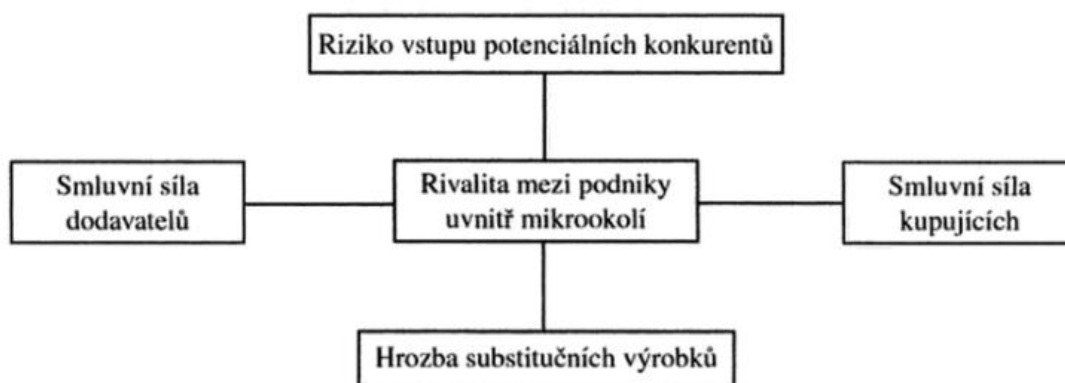 Riziko vstupu potenciálních konkurentů
Smluvní síla
dodavatelů
Rivalita mezi podniky
uvnitř mikrookolí
Smluvní síla
kupujících
Hrozba substitučních výrobků